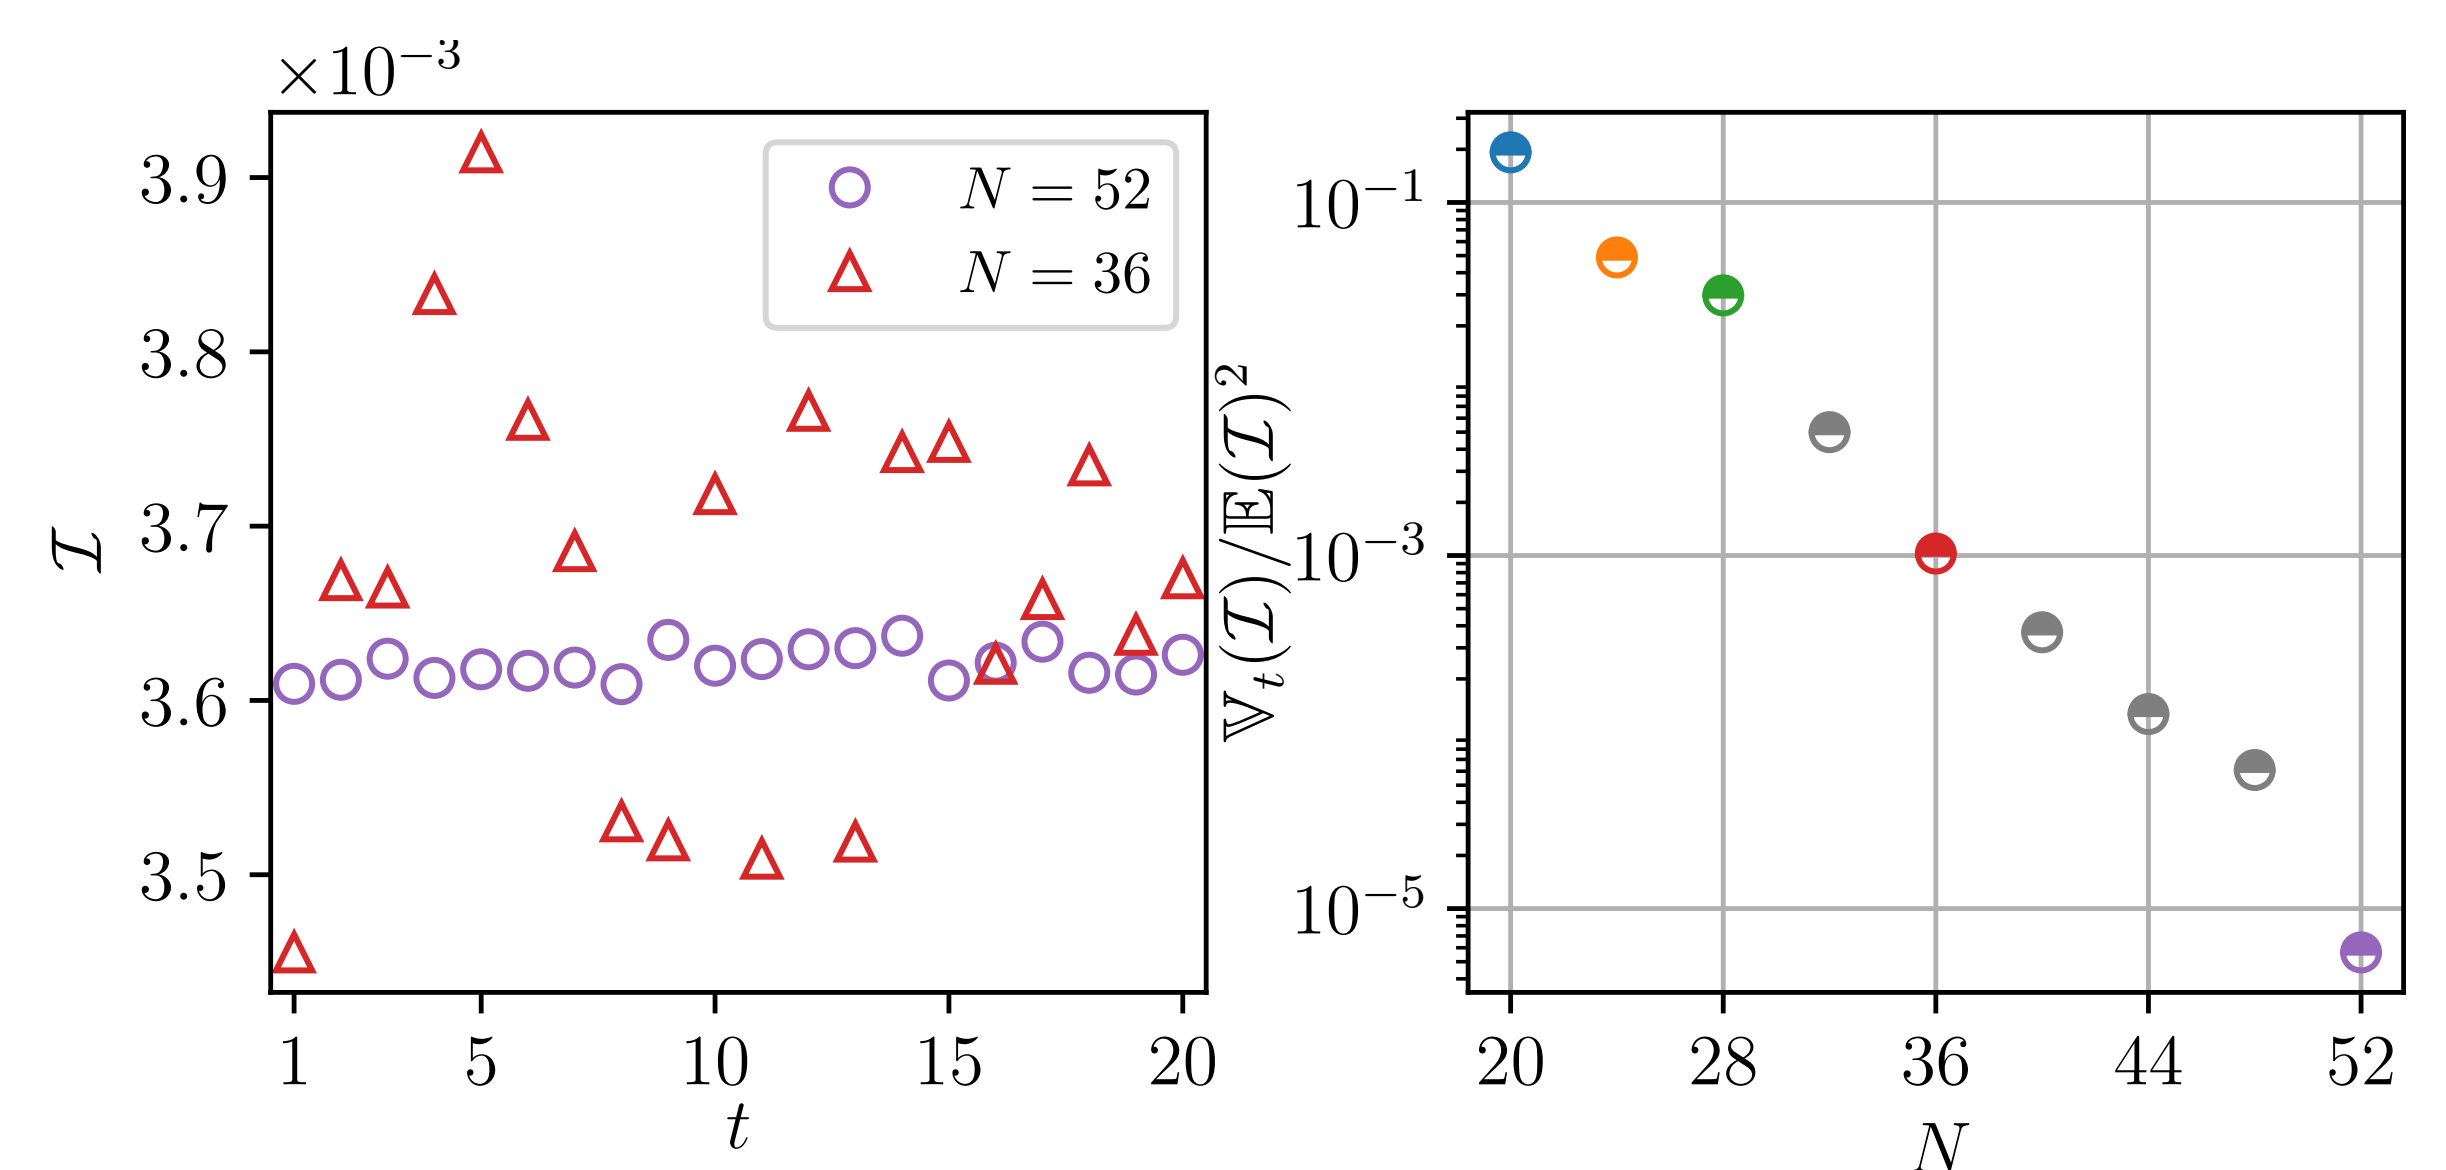 ×10⁻³
3.9
3.8
3.7
3.6
3.5
ℐ
N = 52
N = 36
1 5 10 15 20
t
10⁻¹
10⁻³
10⁻⁵
𝕍ₜ(ℐ)/𝔼(ℐ)²
20 28 36 44 52
N